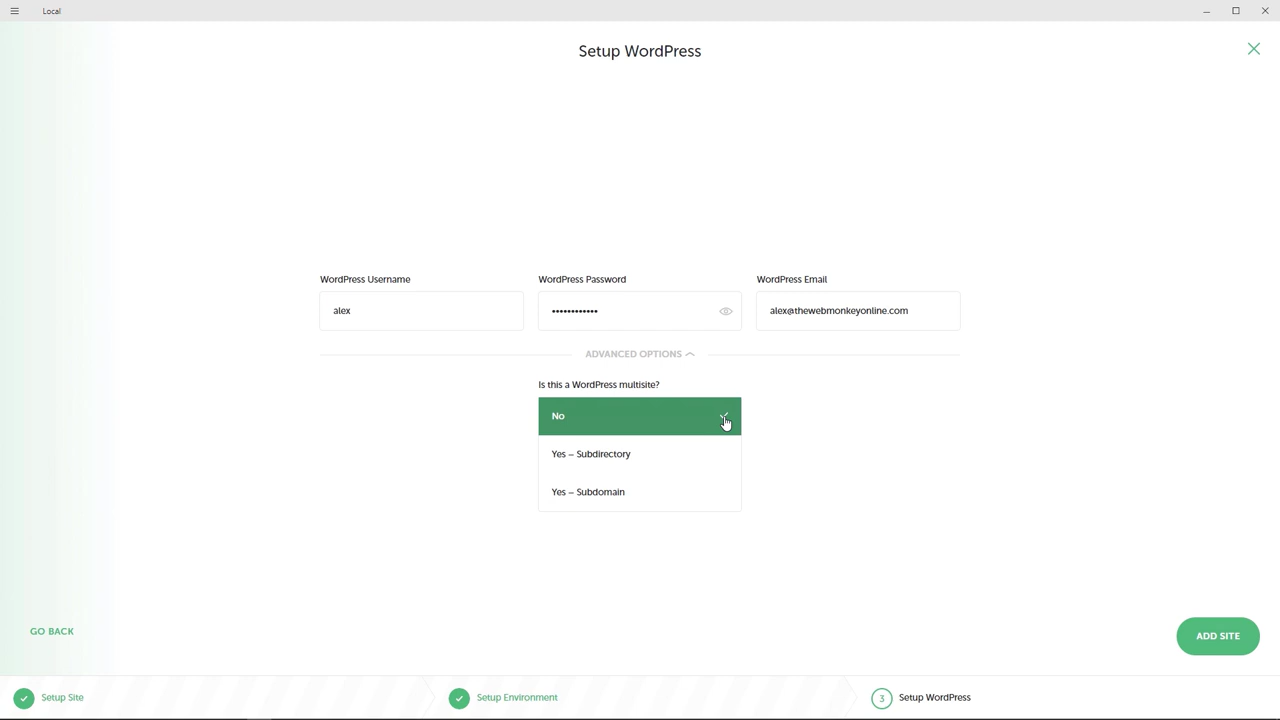 Local
Setup WordPress
WordPress Username
WordPress Password
WordPress Email
alex
••••••••••••
alex@thewebmonkeyonline.com
ADVANCED OPTIONS
Is this a WordPress multisite?
No
Yes – Subdirectory
Yes – Subdomain
GO BACK
ADD SITE
Setup Site
Setup Environment
3 Setup WordPress